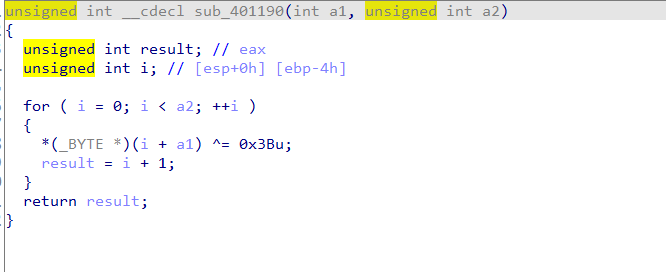 unsigned int __cdecl sub_401190(int a1, unsigned int a2)
{
unsigned int result; // eax
unsigned int i; // [esp+0h] [ebp-4h]
for ( i = 0; i < a2; ++i )
{
*(_BYTE *)(i + a1) ^= 0x3Bu;
result = i + 1;
}
return result;
}